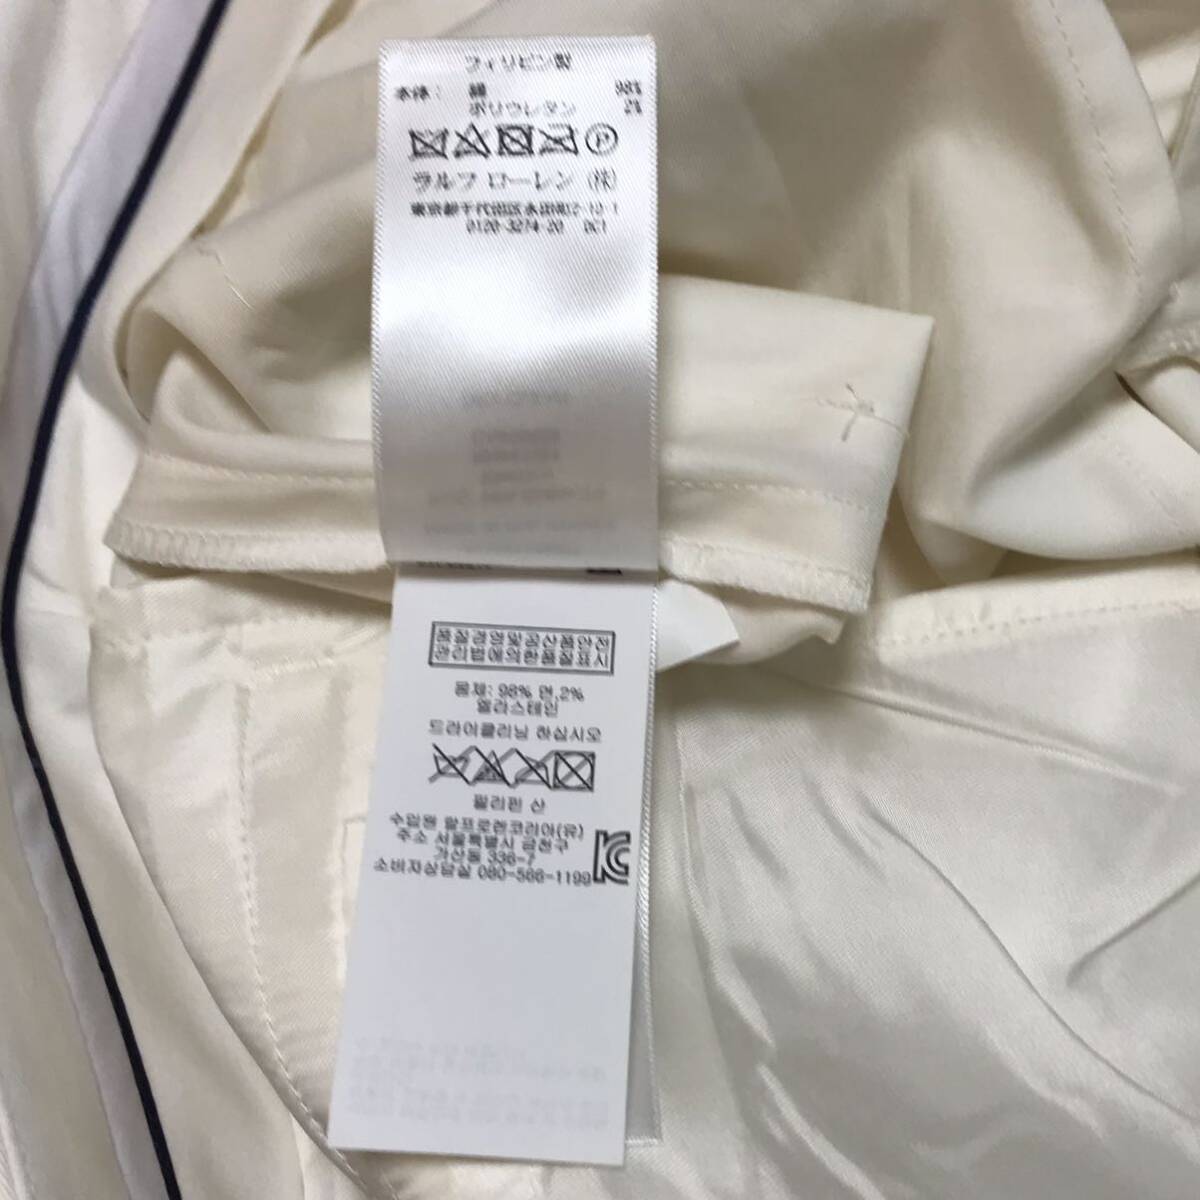 フィリピン製
本体: 綿 98%
ポリウレタン 2%
ラルフ ローレン (株)
東京都千代田区永田町2-10-1
0120-3274-20 DC1
품질경영및공산품안전
관리법에의한품질표시
몸체: 98% 면,2%
엘라스테인
드라이클리닝 하십시오
필리핀 산
수입원 랄프로렌코리아(유)
주소 서울특별시 금천구
가산동 336-7
소비자상담실 080-566-1199